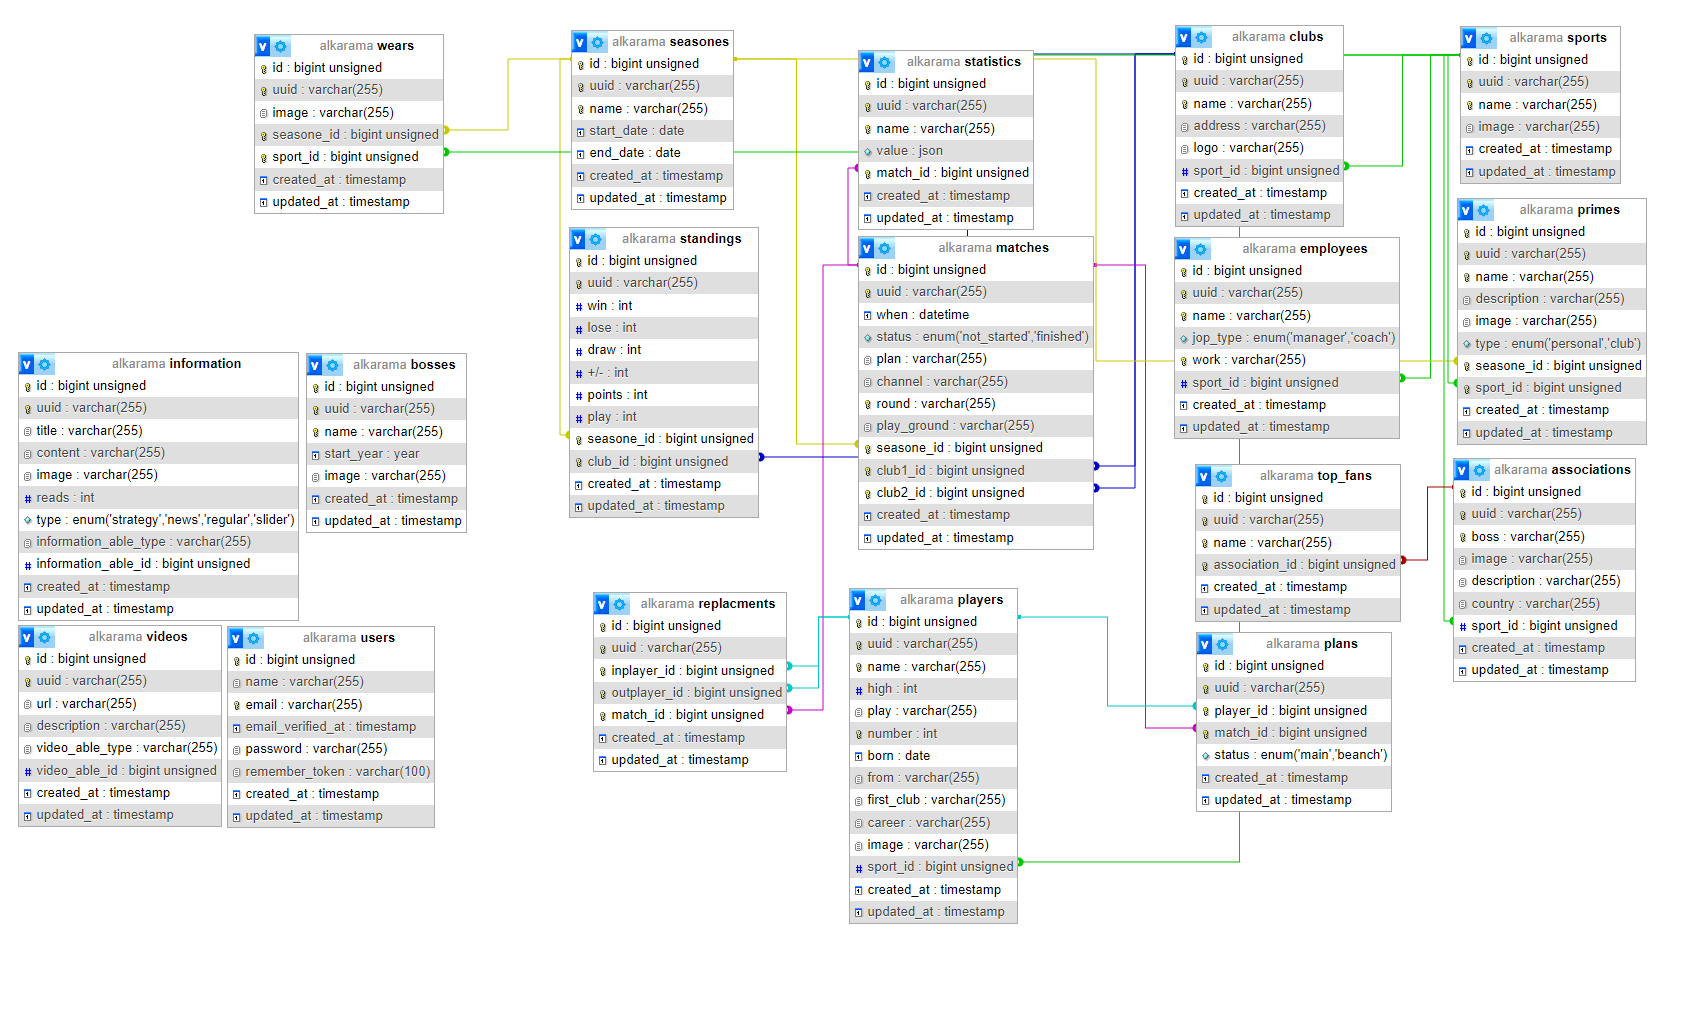 alkarama wears
id : bigint unsigned
uuid : varchar(255)
image : varchar(255)
seasone_id : bigint unsigned
sport_id : bigint unsigned
created_at : timestamp
updated_at : timestamp
alkarama seasones
id : bigint unsigned
uuid : varchar(255)
name : varchar(255)
start_date : date
end_date : date
created_at : timestamp
updated_at : timestamp
alkarama statistics
id : bigint unsigned
uuid : varchar(255)
name : varchar(255)
value : json
match_id : bigint unsigned
created_at : timestamp
updated_at : timestamp
alkarama clubs
id : bigint unsigned
uuid : varchar(255)
name : varchar(255)
address : varchar(255)
logo : varchar(255)
sport_id : bigint unsigned
created_at : timestamp
updated_at : timestamp
alkarama sports
id : bigint unsigned
uuid : varchar(255)
name : varchar(255)
image : varchar(255)
created_at : timestamp
updated_at : timestamp
alkarama standings
id : bigint unsigned
uuid : varchar(255)
win : int
lose : int
draw : int
+/- : int
points : int
play : int
seasone_id : bigint unsigned
club_id : bigint unsigned
created_at : timestamp
updated_at : timestamp
alkarama matches
id : bigint unsigned
uuid : varchar(255)
when : datetime
status : enum('not_started','finished')
plan : varchar(255)
channel : varchar(255)
round : varchar(255)
play_ground : varchar(255)
seasone_id : bigint unsigned
club1_id : bigint unsigned
club2_id : bigint unsigned
created_at : timestamp
updated_at : timestamp
alkarama employees
id : bigint unsigned
uuid : varchar(255)
name : varchar(255)
jop_type : enum('manager','coach')
work : varchar(255)
sport_id : bigint unsigned
created_at : timestamp
updated_at : timestamp
alkarama primes
id : bigint unsigned
uuid : varchar(255)
name : varchar(255)
description : varchar(255)
image : varchar(255)
type : enum('personal','club')
seasone_id : bigint unsigned
sport_id : bigint unsigned
created_at : timestamp
updated_at : timestamp
alkarama information
id : bigint unsigned
uuid : varchar(255)
title : varchar(255)
content : varchar(255)
image : varchar(255)
reads : int
type : enum('strategy','news','regular','slider')
information_able_type : varchar(255)
information_able_id : bigint unsigned
created_at : timestamp
updated_at : timestamp
alkarama bosses
id : bigint unsigned
uuid : varchar(255)
name : varchar(255)
start_year : year
image : varchar(255)
created_at : timestamp
updated_at : timestamp
alkarama top_fans
id : bigint unsigned
uuid : varchar(255)
name : varchar(255)
association_id : bigint unsigned
created_at : timestamp
updated_at : timestamp
alkarama associations
id : bigint unsigned
uuid : varchar(255)
boss : varchar(255)
image : varchar(255)
description : varchar(255)
country : varchar(255)
sport_id : bigint unsigned
created_at : timestamp
updated_at : timestamp
alkarama videos
id : bigint unsigned
uuid : varchar(255)
url : varchar(255)
description : varchar(255)
video_able_type : varchar(255)
video_able_id : bigint unsigned
created_at : timestamp
updated_at : timestamp
alkarama users
id : bigint unsigned
name : varchar(255)
email : varchar(255)
email_verified_at : timestamp
password : varchar(255)
remember_token : varchar(100)
created_at : timestamp
updated_at : timestamp
alkarama replacments
id : bigint unsigned
uuid : varchar(255)
inplayer_id : bigint unsigned
outplayer_id : bigint unsigned
match_id : bigint unsigned
created_at : timestamp
updated_at : timestamp
alkarama players
id : bigint unsigned
uuid : varchar(255)
name : varchar(255)
high : int
play : varchar(255)
number : int
born : date
from : varchar(255)
first_club : varchar(255)
career : varchar(255)
image : varchar(255)
sport_id : bigint unsigned
created_at : timestamp
updated_at : timestamp
alkarama plans
id : bigint unsigned
uuid : varchar(255)
player_id : bigint unsigned
match_id : bigint unsigned
status : enum('main','beanch')
created_at : timestamp
updated_at : timestamp